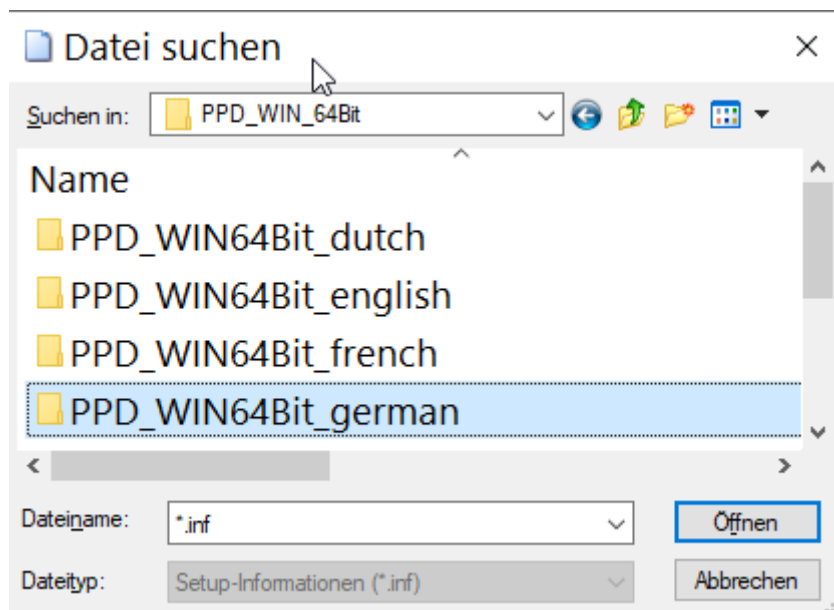 Datei suchen
Suchen in: PPD_WIN_64Bit
Name
PPD_WIN64Bit_dutch
PPD_WIN64Bit_english
PPD_WIN64Bit_french
PPD_WIN64Bit_german
Dateiname: *.inf Öffnen
Dateityp: Setup-Informationen (*.inf) Abbrechen